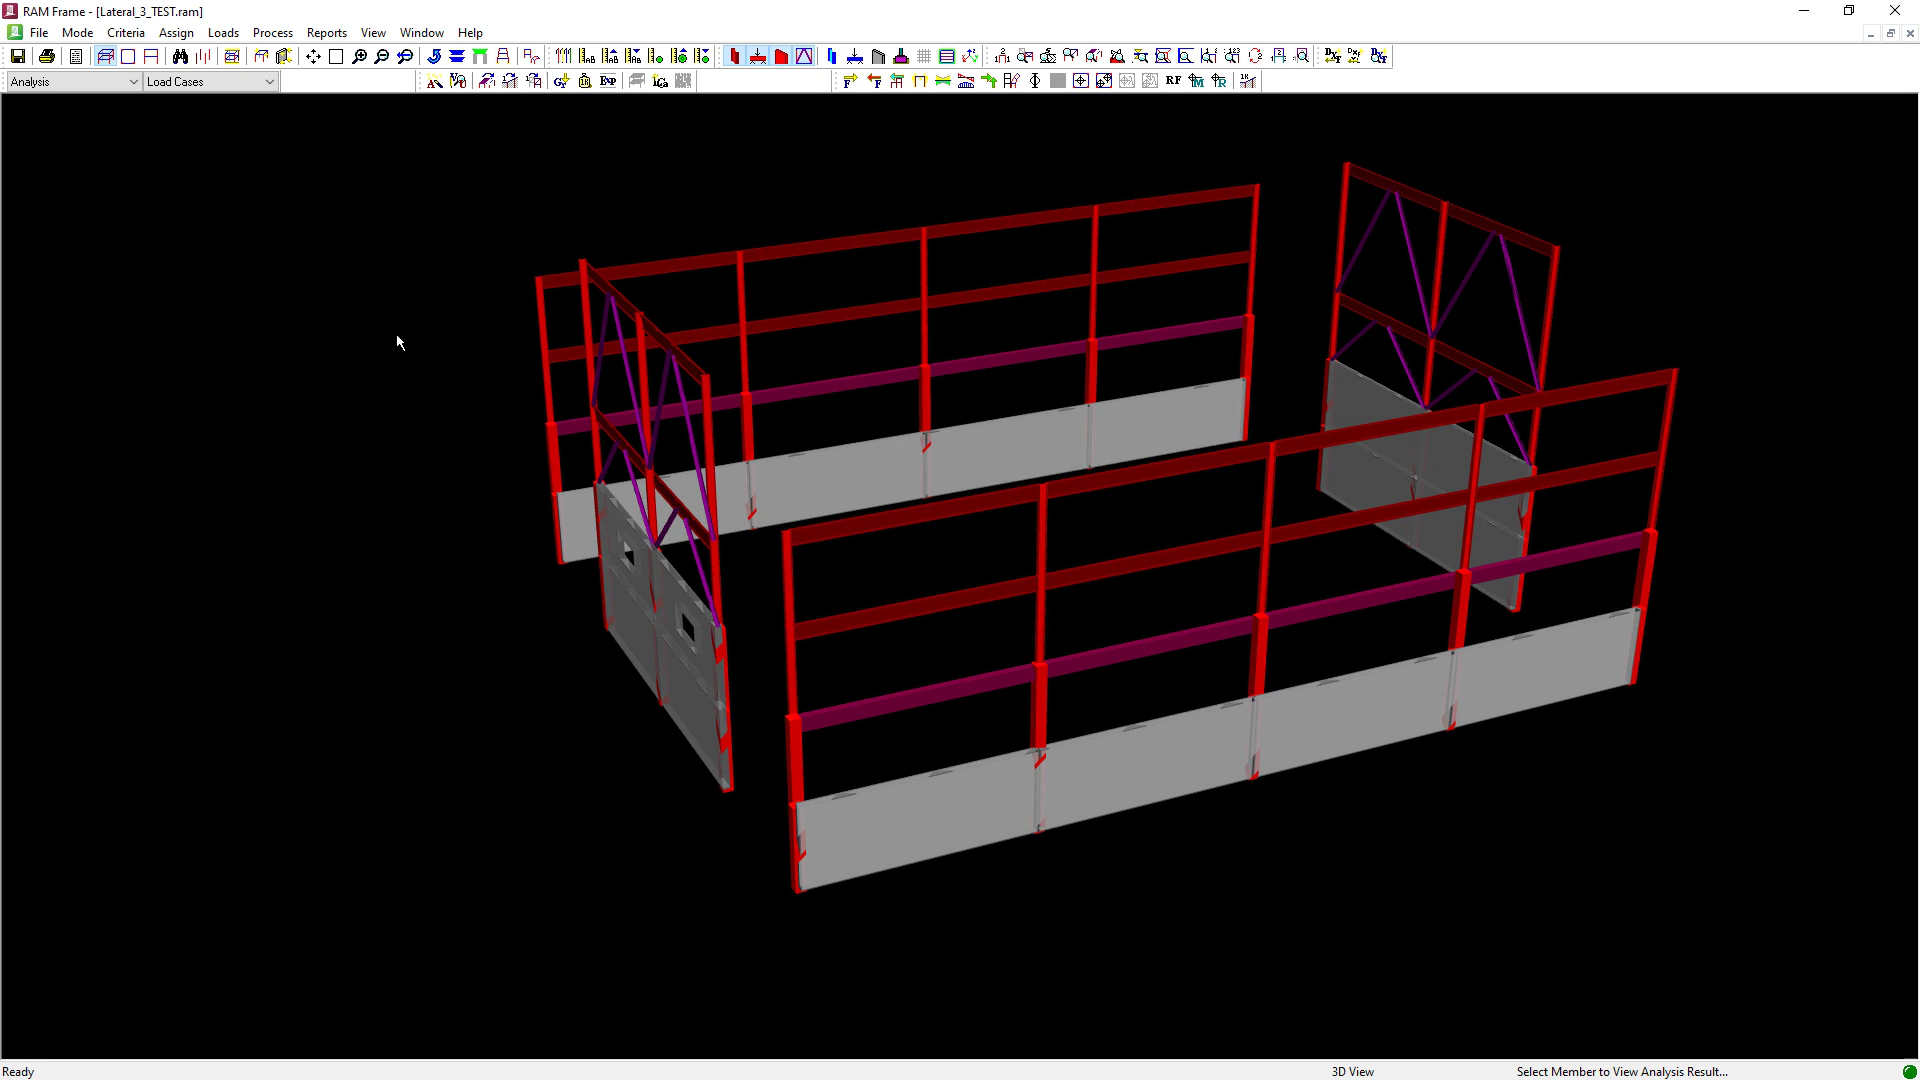 RAM Frame - [Lateral_3_TEST.ram]
File Mode Criteria Assign Loads Process Reports View Window Help
Analysis Load Cases
RF
Ready 3D View Select Member to View Analysis Result...